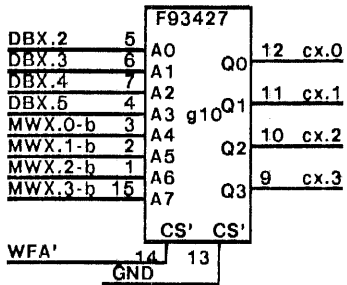 F93427
DBX.2 5 A0
DBX.3 6 A1 Q0 12 cx.0
DBX.4 7 A2
DBX.5 4 A3 g10 Q1 11 cx.1
MWX.0-b 3 A4
MWX.1-b 2 A5 Q2 10 cx.2
MWX.2-b 1 A6
MWX.3-b 15 A7 Q3 9 cx.3
CS' CS'
WFA' 14 13
GND